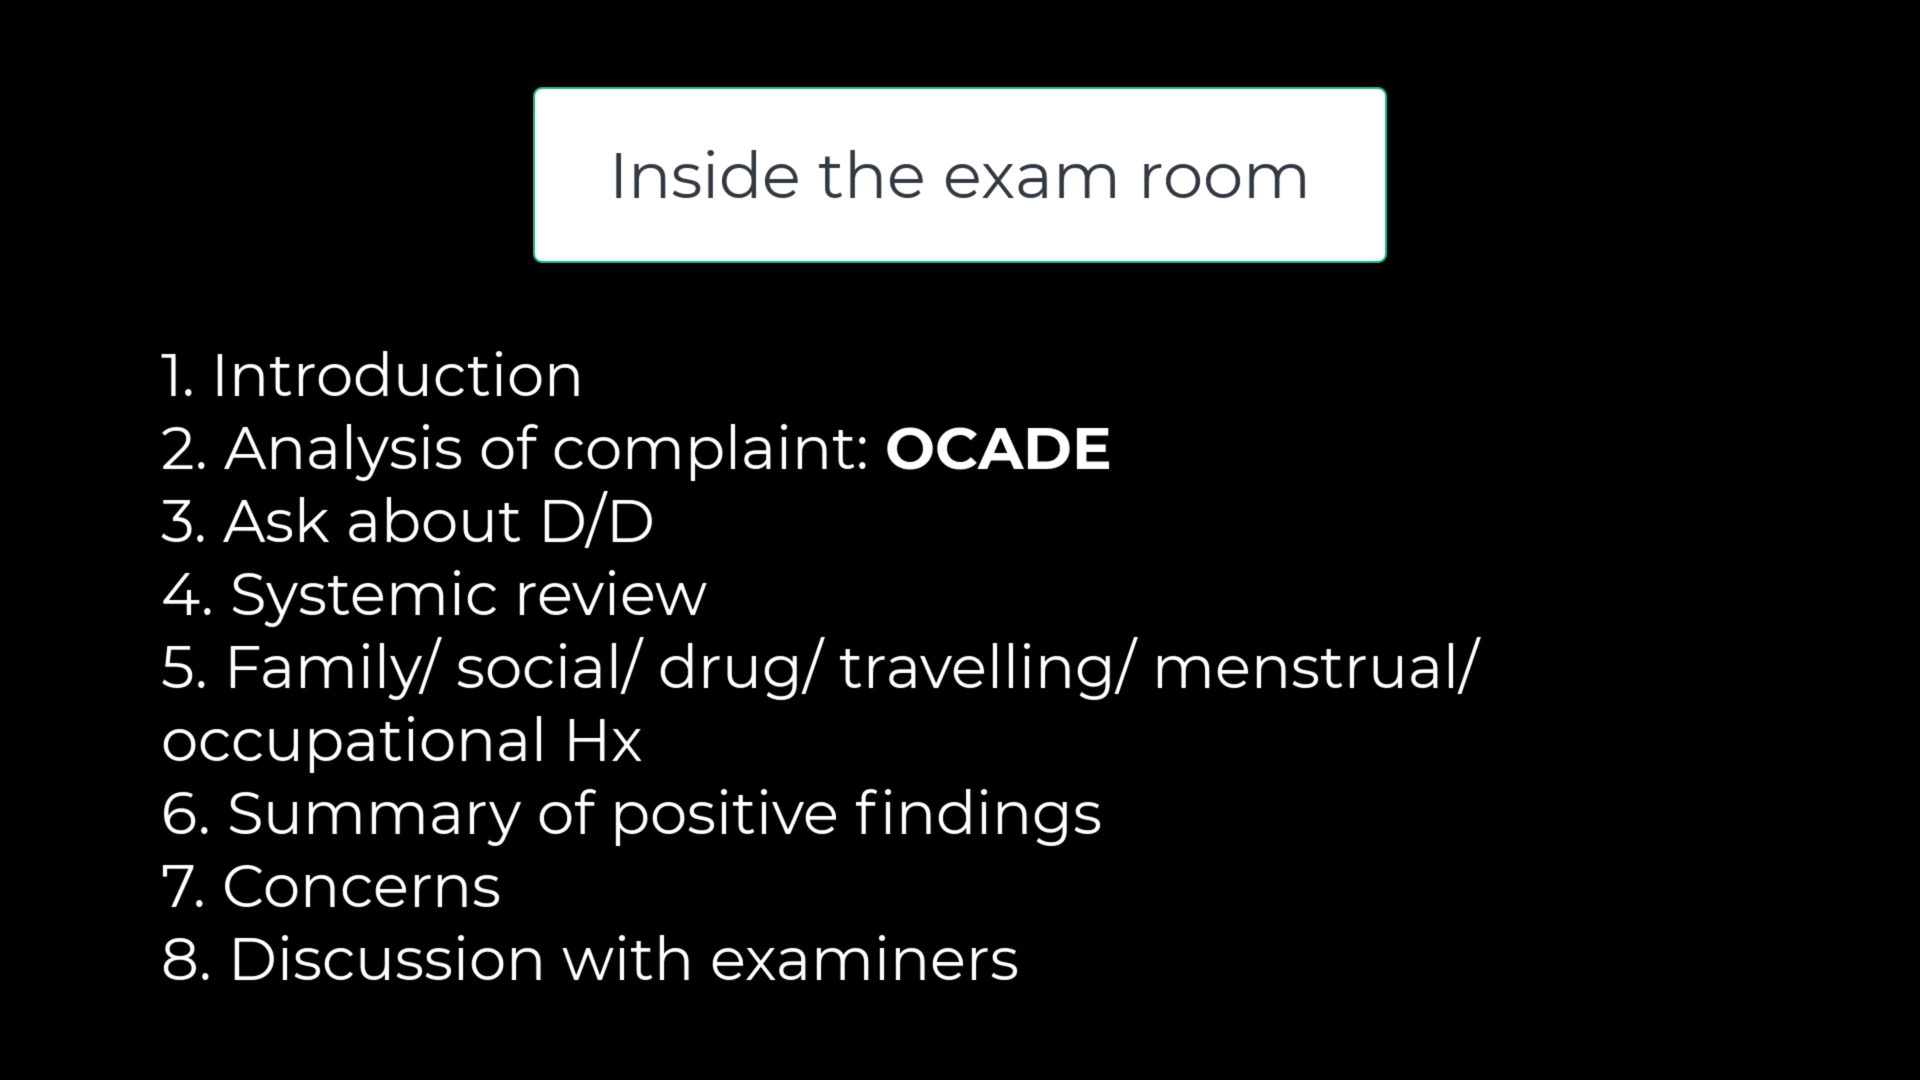 Inside the exam room
1. Introduction
2. Analysis of complaint: OCADE
3. Ask about D/D
4. Systemic review
5. Family/ social/ drug/ travelling/ menstrual/
occupational Hx
6. Summary of positive findings
7. Concerns
8. Discussion with examiners